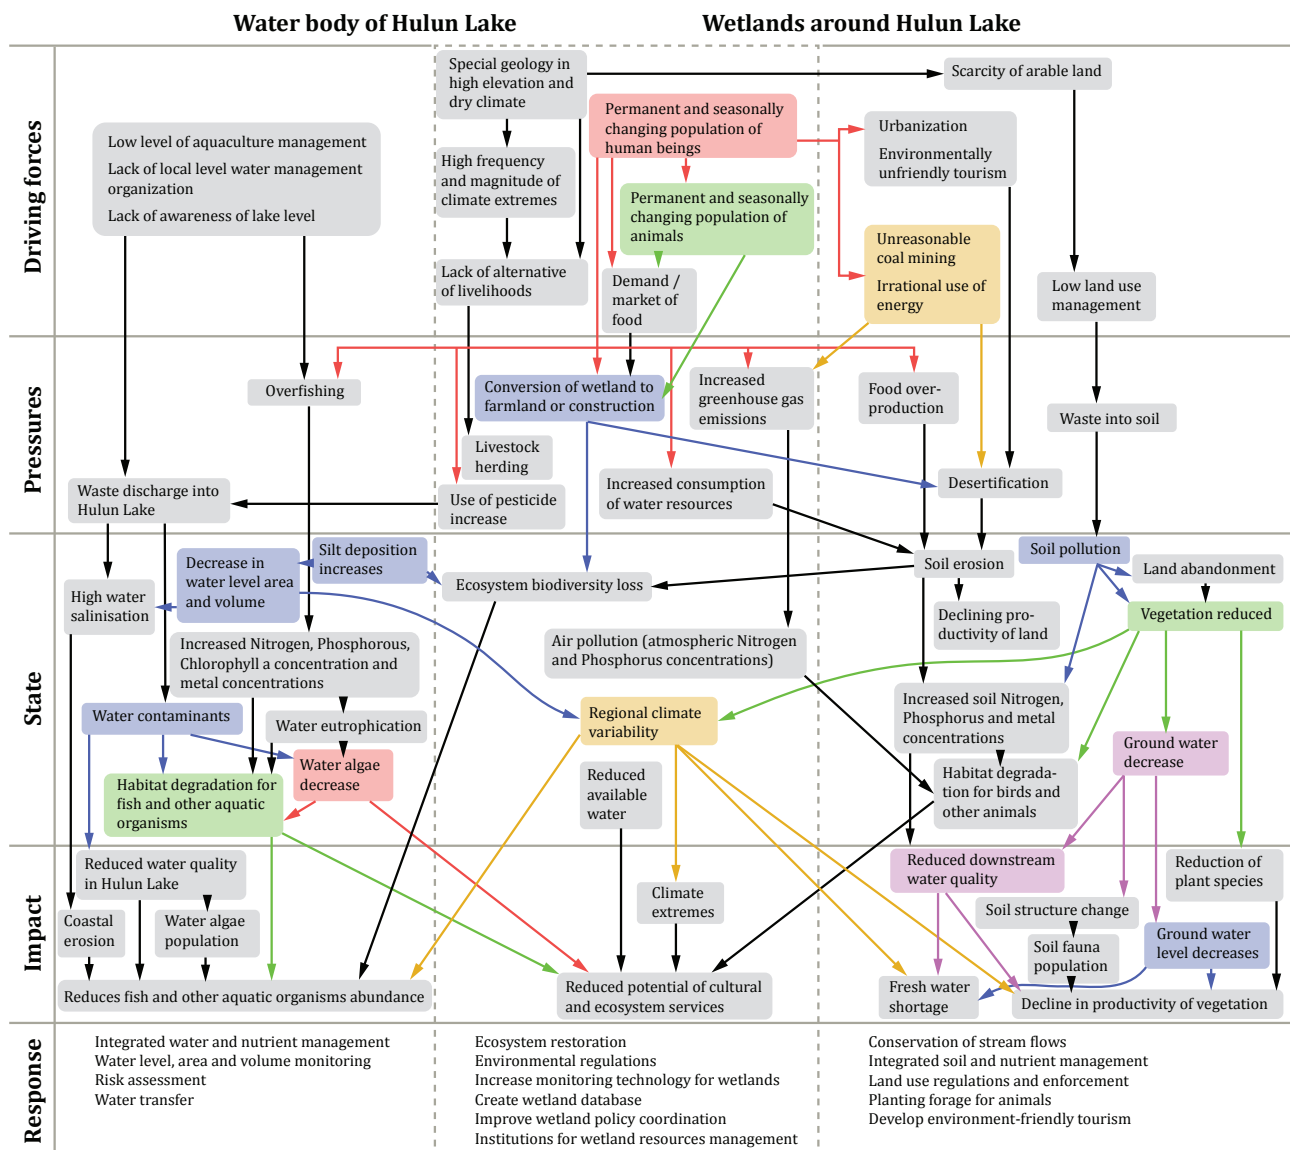 Water body of Hulun Lake
Wetlands around Hulun Lake
Driving forces
Special geology in
high elevation and
dry climate
Scarcity of arable land
Permanent and seasonally
changing population of
human beings
Urbanization
Environmentally
unfriendly tourism
Low level of aquaculture management
Lack of local level water management
organization
Lack of awareness of lake level
High frequency
and magnitude of
climate extremes
Permanent and seasonally
changing population of
animals
Unreasonable
coal mining
Irrational use of
energy
Lack of alternative
of livelihoods
Demand /
market of
food
Low land use
management
Pressures
Overfishing
Conversion of wetland to
farmland or construction
Increased
greenhouse gas
emissions
Food over-
production
Waste into soil
Livestock
herding
Waste discharge into
Hulun Lake
Use of pesticide
increase
Increased consumption
of water resources
Desertification
State
Decrease in
water level area
and volume
Silt deposition
increases
Ecosystem biodiversity loss
Soil erosion
Soil pollution
Land abandonment
High water
salinisation
Declining pro-
ductivity of land
Vegetation reduced
Increased Nitrogen, Phosphorous,
Chlorophyll a concentration and
metal concentrations
Air pollution (atmospheric Nitrogen
and Phosphorus concentrations)
Water contaminants
Water eutrophication
Regional climate
variability
Increased soil Nitrogen,
Phosphorus and metal
concentrations
Ground water
decrease
Habitat degradation for
fish and other aquatic
organisms
Water algae
decrease
Reduced
available
water
Habitat degrada-
tion for birds and
other animals
Impact
Reduced water quality
in Hulun Lake
Reduced downstream
water quality
Reduction of
plant species
Coastal
erosion
Water algae
population
Climate
extremes
Soil structure change
Soil fauna
population
Ground water
level decreases
Reduces fish and other aquatic organisms abundance
Reduced potential of cultural
and ecosystem services
Fresh water
shortage
Decline in productivity of vegetation
Response
Integrated water and nutrient management
Water level, area and volume monitoring
Risk assessment
Water transfer
Ecosystem restoration
Environmental regulations
Increase monitoring technology for wetlands
Create wetland database
Improve wetland policy coordination
Institutions for wetland resources management
Conservation of stream flows
Integrated soil and nutrient management
Land use regulations and enforcement
Planting forage for animals
Develop environment-friendly tourism